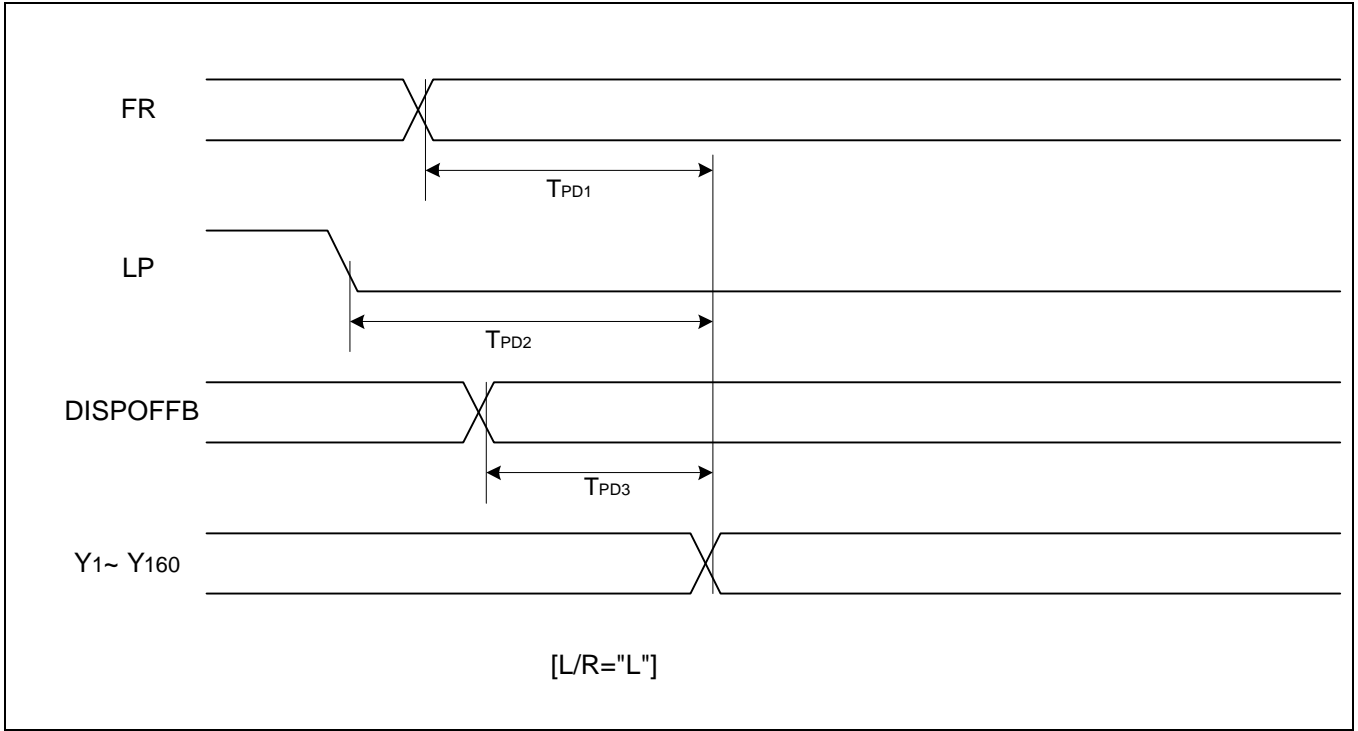 FR
TPD1
LP
TPD2
DISPOFFB
TPD3
Y1~ Y160
[L/R="L"]